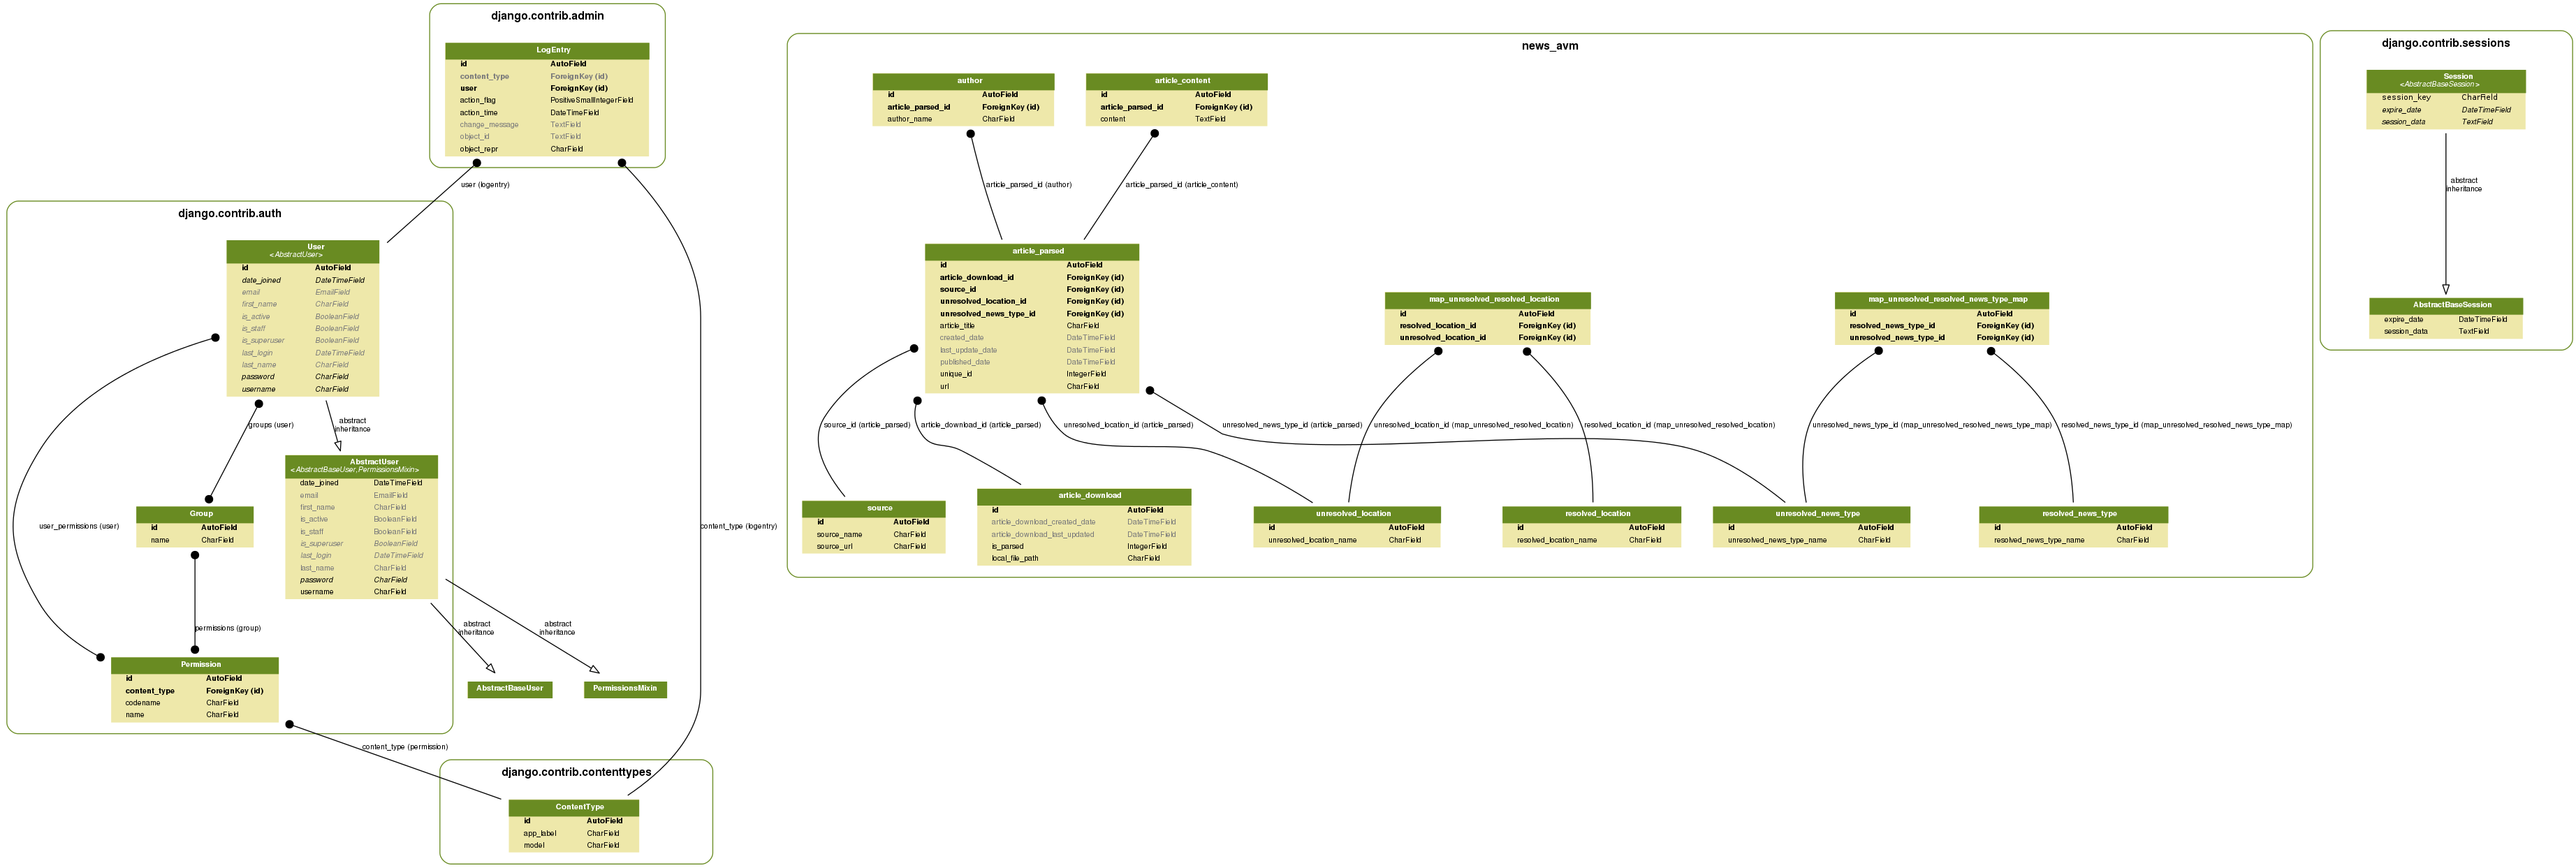 django.contrib.admin
LogEntry
id AutoField
content_type ForeignKey (id)
user ForeignKey (id)
action_flag PositiveSmallIntegerField
action_time DateTimeField
change_message TextField
object_id TextField
object_repr CharField
user (logentry)
content_type (logentry)
django.contrib.auth
User
<AbstractUser>
id AutoField
date_joined DateTimeField
email EmailField
first_name CharField
is_active BooleanField
is_staff BooleanField
is_superuser BooleanField
last_login DateTimeField
last_name CharField
password CharField
username CharField
groups (user)
abstract
inheritance
user_permissions (user)
AbstractUser
<AbstractBaseUser,PermissionsMixin>
date_joined DateTimeField
email EmailField
first_name CharField
is_active BooleanField
is_staff BooleanField
is_superuser BooleanField
last_login DateTimeField
last_name CharField
password CharField
username CharField
Group
id AutoField
name CharField
permissions (group)
abstract
inheritance
abstract
inheritance
Permission
id AutoField
content_type ForeignKey (id)
codename CharField
name CharField
AbstractBaseUser
PermissionsMixin
content_type (permission)
django.contrib.contenttypes
ContentType
id AutoField
app_label CharField
model CharField
news_avm
author
id AutoField
article_parsed_id ForeignKey (id)
author_name CharField
article_content
id AutoField
article_parsed_id ForeignKey (id)
content TextField
article_parsed_id (author)
article_parsed_id (article_content)
article_parsed
id AutoField
article_download_id ForeignKey (id)
source_id ForeignKey (id)
unresolved_location_id ForeignKey (id)
unresolved_news_type_id ForeignKey (id)
article_title CharField
created_date DateTimeField
last_update_date DateTimeField
published_date DateTimeField
unique_id IntegerField
url CharField
map_unresolved_resolved_location
id AutoField
resolved_location_id ForeignKey (id)
unresolved_location_id ForeignKey (id)
map_unresolved_resolved_news_type_map
id AutoField
resolved_news_type_id ForeignKey (id)
unresolved_news_type_id ForeignKey (id)
source_id (article_parsed)
article_download_id (article_parsed)
unresolved_location_id (article_parsed)
unresolved_news_type_id (article_parsed)
unresolved_location_id (map_unresolved_resolved_location)
resolved_location_id (map_unresolved_resolved_location)
unresolved_news_type_id (map_unresolved_resolved_news_type_map)
resolved_news_type_id (map_unresolved_resolved_news_type_map)
source
id AutoField
source_name CharField
source_url CharField
article_download
id AutoField
article_download_created_date DateTimeField
article_download_last_updated DateTimeField
is_parsed IntegerField
local_file_path CharField
unresolved_location
id AutoField
unresolved_location_name CharField
resolved_location
id AutoField
resolved_location_name CharField
unresolved_news_type
id AutoField
unresolved_news_type_name CharField
resolved_news_type
id AutoField
resolved_news_type_name CharField
django.contrib.sessions
Session
<AbstractBaseSession>
session_key CharField
expire_date DateTimeField
session_data TextField
abstract
inheritance
AbstractBaseSession
expire_date DateTimeField
session_data TextField